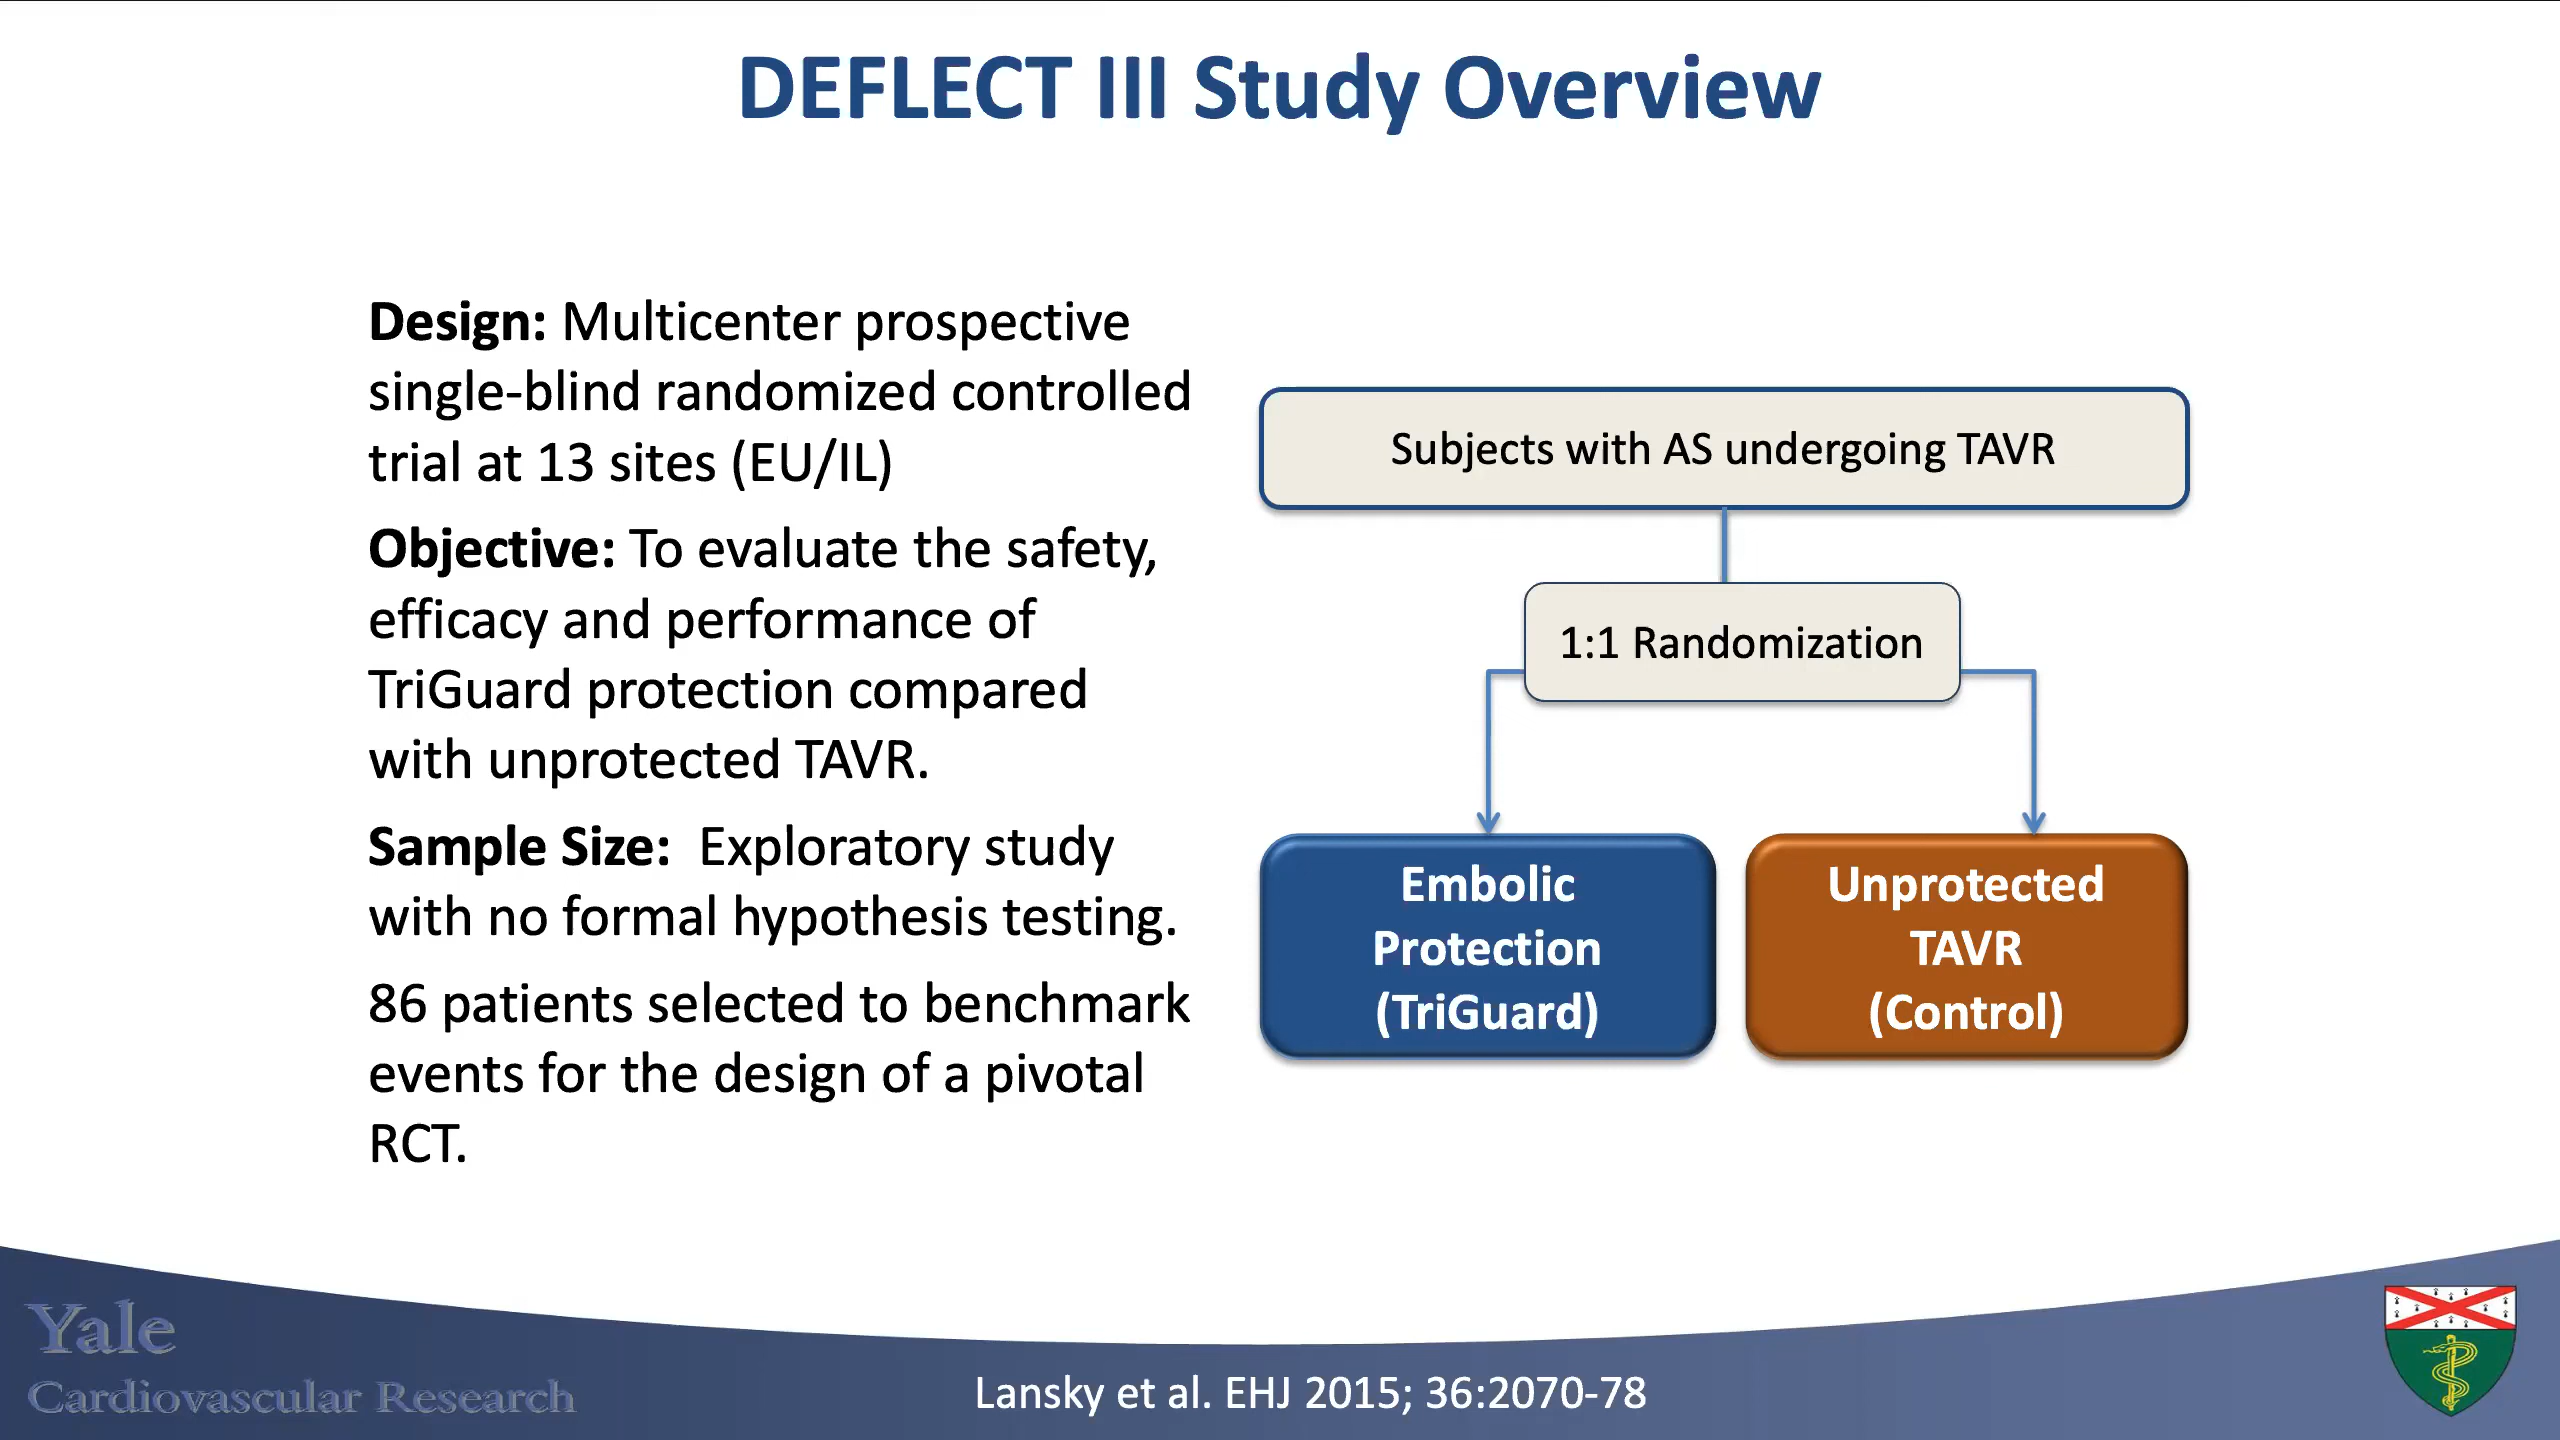 DEFLECT III Study Overview
Design: Multicenter prospective
single-blind randomized controlled
trial at 13 sites (EU/IL)
Objective: To evaluate the safety,
efficacy and performance of
TriGuard protection compared
with unprotected TAVR.
Sample Size:  Exploratory study
with no formal hypothesis testing.
86 patients selected to benchmark
events for the design of a pivotal
RCT.
Subjects with AS undergoing TAVR
1:1 Randomization
Embolic
Protection
(TriGuard)
Unprotected
TAVR
(Control)
Yale
Cardiovascular Research
Lansky et al. EHJ 2015; 36:2070-78